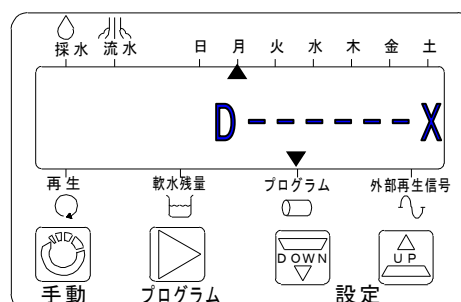 採水 流水 日 月 火 水 木 金 土
D------X
再生 軟水残量 プログラム 外部再生信号
DOWN UP
手動 プログラム 設定